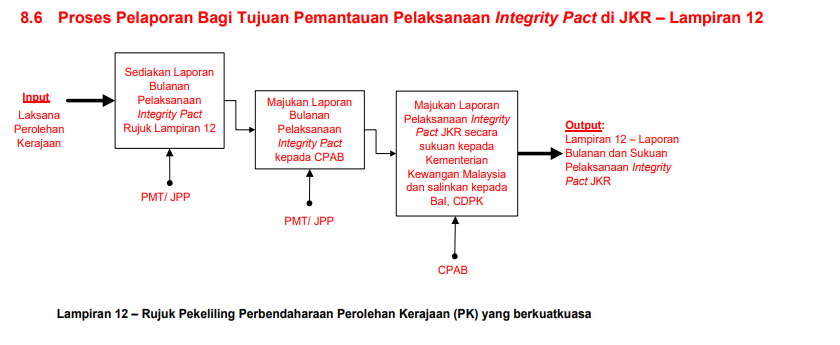 8.6 Proses Pelaporan Bagi Tujuan Pemantauan Pelaksanaan Integrity Pact di JKR – Lampiran 12
Input
Laksana
Perolehan
Kerajaan
Sediakan Laporan
Bulanan
Pelaksanaan
Integrity Pact
Rujuk Lampiran 12
PMT/ JPP
Majukan Laporan
Bulanan
Pelaksanaan
Integrity Pact
kepada CPAB
PMT/ JPP
Majukan Laporan
Pelaksanaan Integrity
Pact JKR secara
sukuan kepada
Kementerian
Kewangan Malaysia
dan salinkan kepada
BaI, CDPK
CPAB
Output:
Lampiran 12 – Laporan
Bulanan dan Sukuan
Pelaksanaan Integrity
Pact JKR
Lampiran 12 – Rujuk Pekeliling Perbendaharaan Perolehan Kerajaan (PK) yang berkuatkuasa